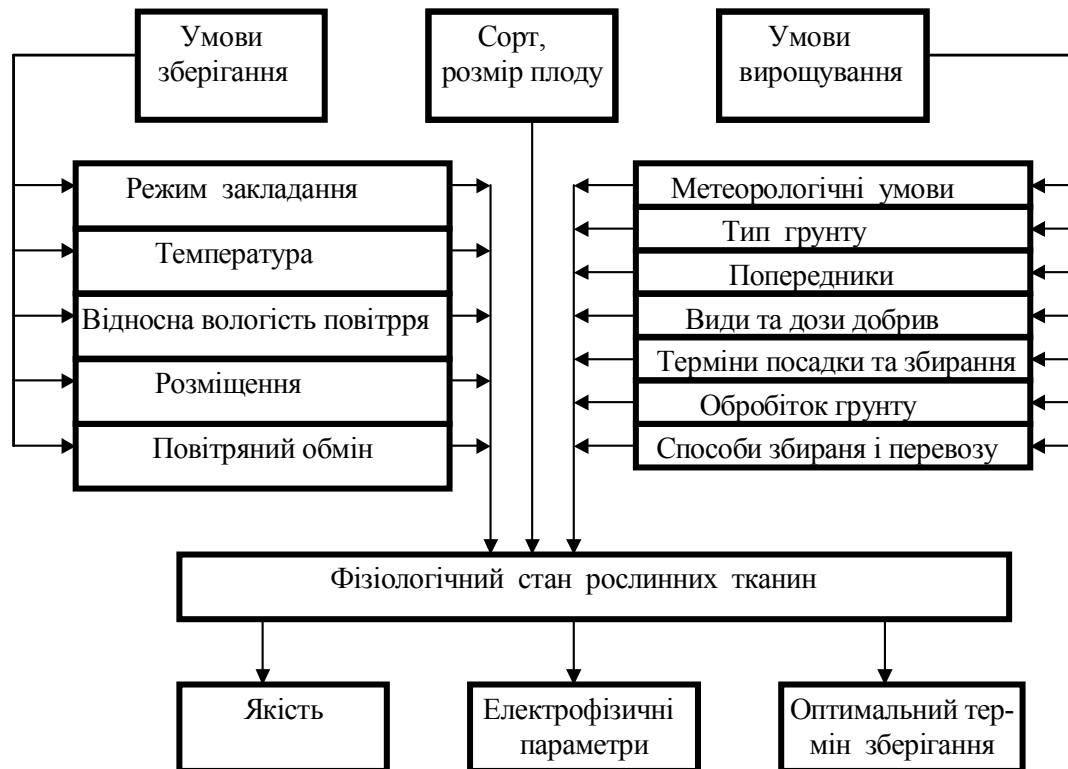 Умови
зберігання
Сорт,
розмір плоду
Умови
вирощування
Режим закладання
Температура
Відносна вологість повітрря
Розміщення
Повітряний обмін
Метеорологічні умови
Тип грунту
Попередники
Види та дози добрив
Терміни посадки та збирання
Обробіток грунту
Способи збираня і перевозу
Фізіологічний стан рослинних тканин
Якість
Електрофізичні
параметри
Оптимальний тер-
мін зберігання